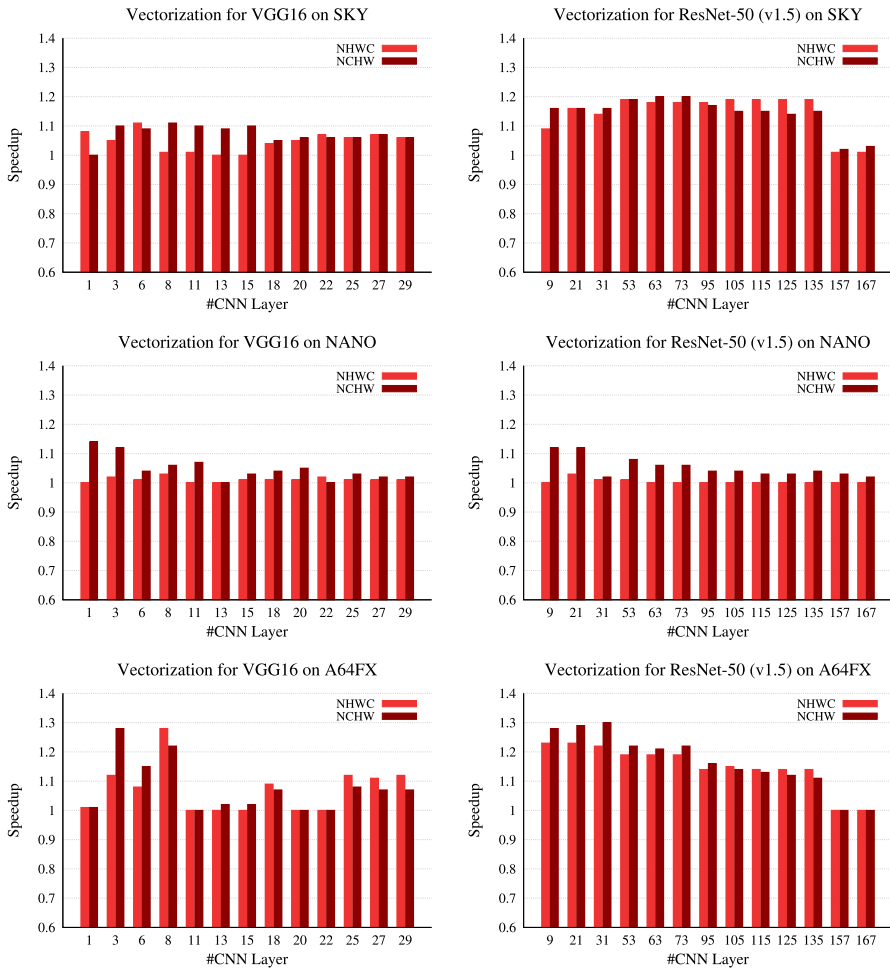 Vectorization for VGG16 on SKY
1.4
1.3
1.2
1.1
1
0.9
0.8
0.7
0.6
Speedup
NHWC
NCHW
1 3 6 8 11 13 15 18 20 22 25 27 29
#CNN Layer
Vectorization for ResNet-50 (v1.5) on SKY
1.4
1.3
1.2
1.1
1
0.9
0.8
0.7
0.6
Speedup
NHWC
NCHW
9 21 31 53 63 73 95 105 115 125 135 157 167
#CNN Layer
Vectorization for VGG16 on NANO
1.4
1.3
1.2
1.1
1
0.9
0.8
0.7
0.6
Speedup
NHWC
NCHW
1 3 6 8 11 13 15 18 20 22 25 27 29
#CNN Layer
Vectorization for ResNet-50 (v1.5) on NANO
1.4
1.3
1.2
1.1
1
0.9
0.8
0.7
0.6
Speedup
NHWC
NCHW
9 21 31 53 63 73 95 105 115 125 135 157 167
#CNN Layer
Vectorization for VGG16 on A64FX
1.4
1.3
1.2
1.1
1
0.9
0.8
0.7
0.6
Speedup
NHWC
NCHW
1 3 6 8 11 13 15 18 20 22 25 27 29
#CNN Layer
Vectorization for ResNet-50 (v1.5) on A64FX
1.4
1.3
1.2
1.1
1
0.9
0.8
0.7
0.6
Speedup
NHWC
NCHW
9 21 31 53 63 73 95 105 115 125 135 157 167
#CNN Layer